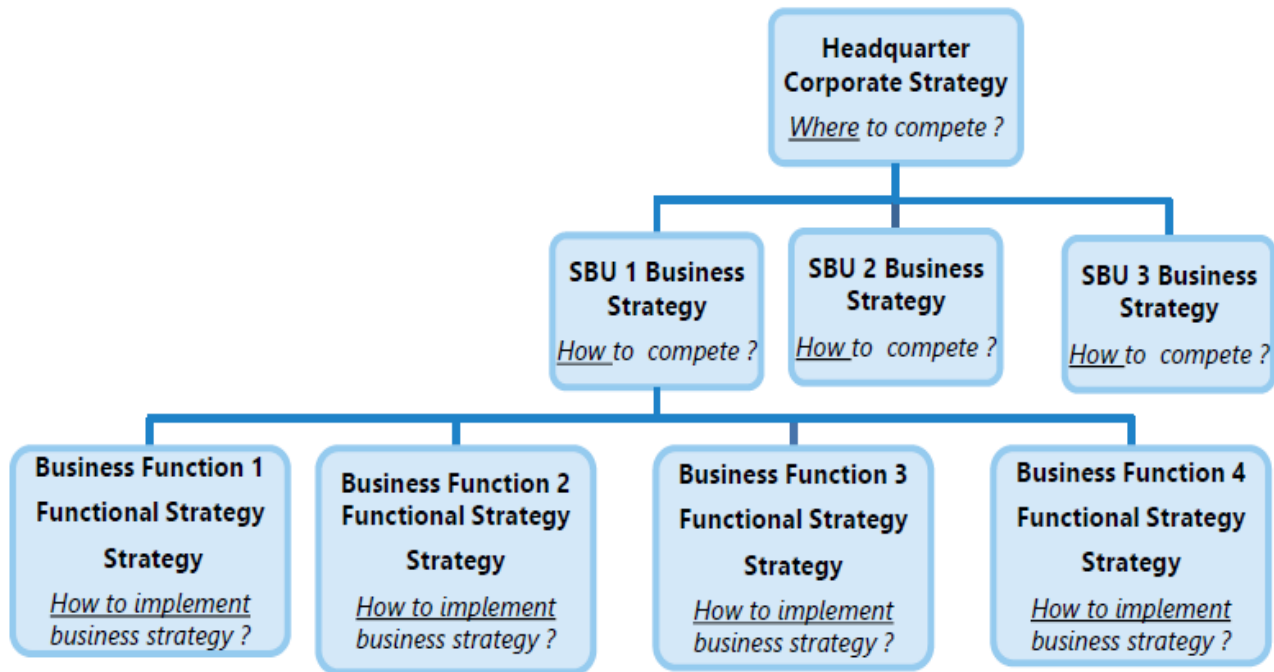 Headquarter
Corporate Strategy
Where to compete ?
SBU 1 Business
Strategy
How to compete ?
SBU 2 Business
Strategy
How to compete ?
SBU 3 Business
Strategy
How to compete ?
Business Function 1
Functional Strategy
Strategy
How to implement
business strategy ?
Business Function 2
Functional Strategy
Strategy
How to implement
business strategy ?
Business Function 3
Functional Strategy
Strategy
How to implement
business strategy ?
Business Function 4
Functional Strategy
Strategy
How to implement
business strategy ?